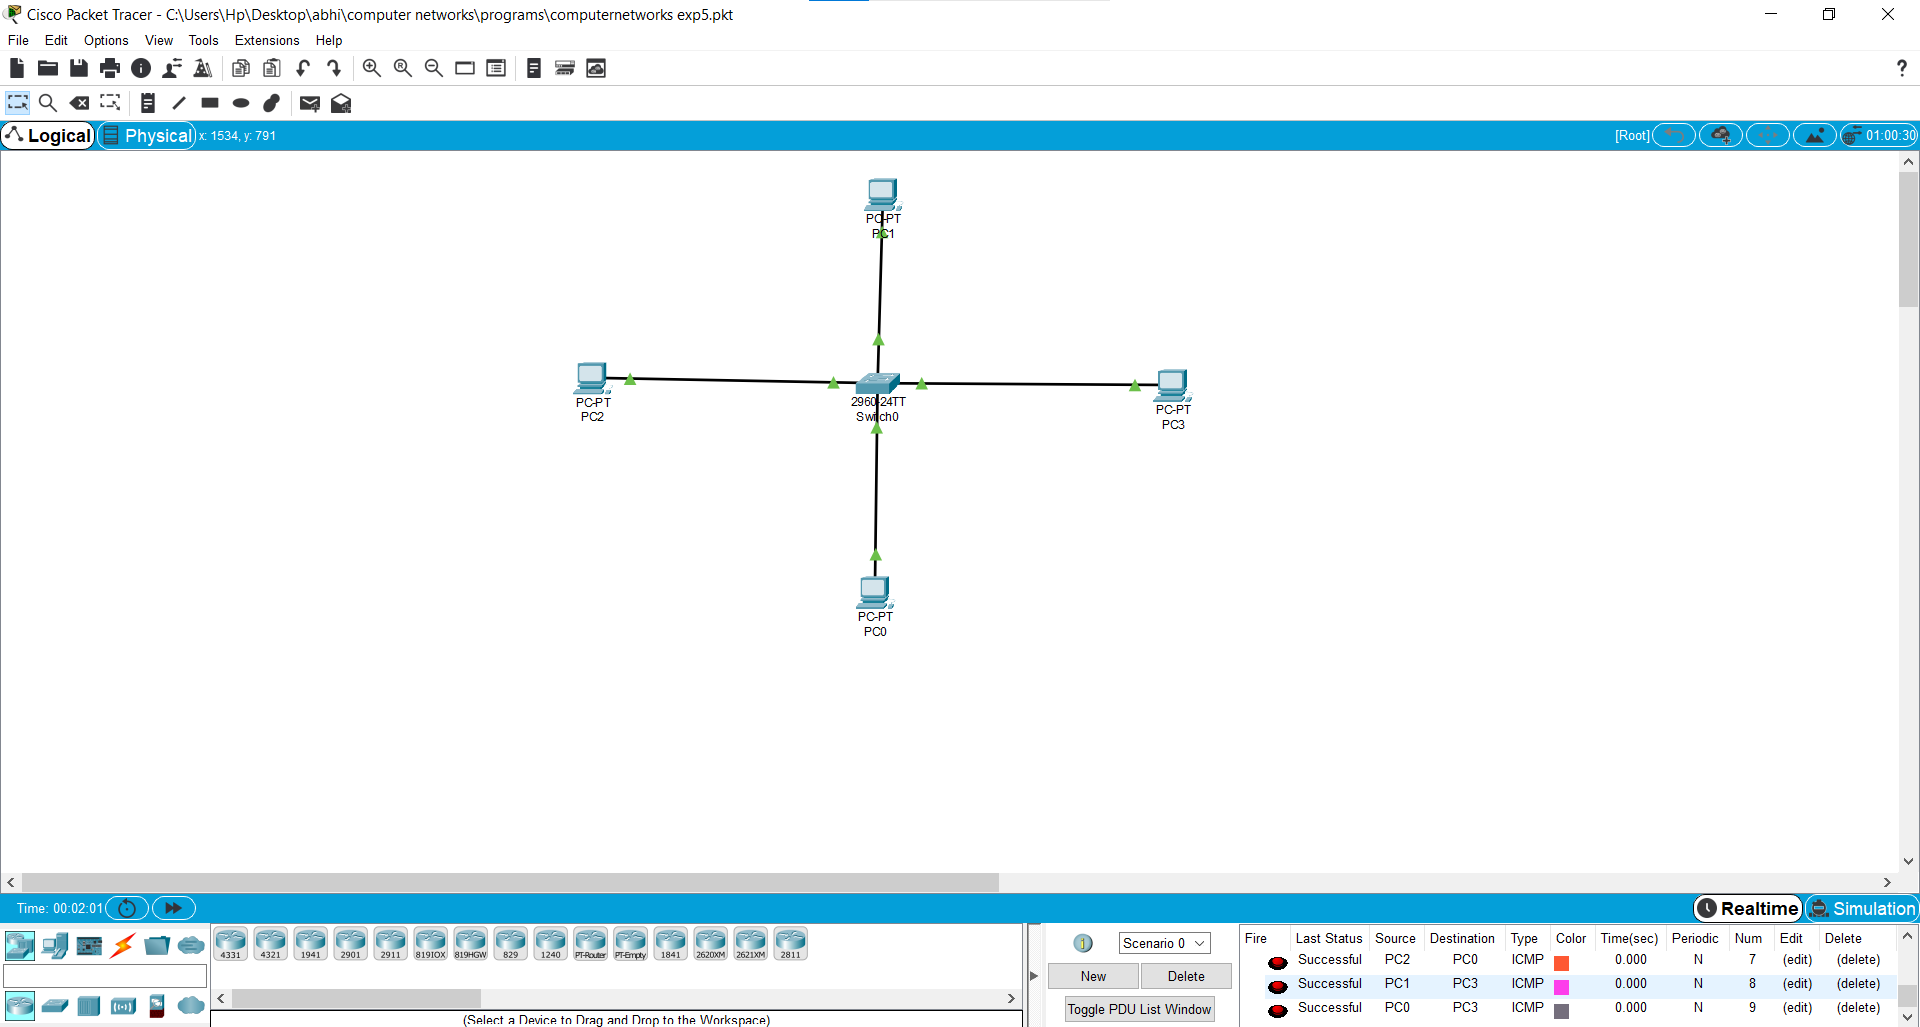 Cisco Packet Tracer - C:\Users\Hp\Desktop\abhi\computer networks\programs\computernetworks exp5.pkt
File Edit Options View Tools Extensions Help
?
Logical Physical x: 1534, y: 791 [Root] 01:00:30
PC-PT
PC1
PC-PT
PC2
2960-24TT
Switch0
PC-PT
PC3
PC-PT
PC0
Time: 00:02:01 Realtime Simulation
4331 4321 1941 2901 2911 819IOX 819HGW 829 1240 PT-Router PT-Empty 1841 2620XM 2621XM 2811
(Select a Device to Drag and Drop to the Workspace)
Scenario 0
New Delete
Toggle PDU List Window
Fire Last Status Source Destination Type Color Time(sec) Periodic Num Edit Delete
Successful PC2 PC0 ICMP 0.000 N 7 (edit) (delete)
Successful PC1 PC3 ICMP 0.000 N 8 (edit) (delete)
Successful PC0 PC3 ICMP 0.000 N 9 (edit) (delete)